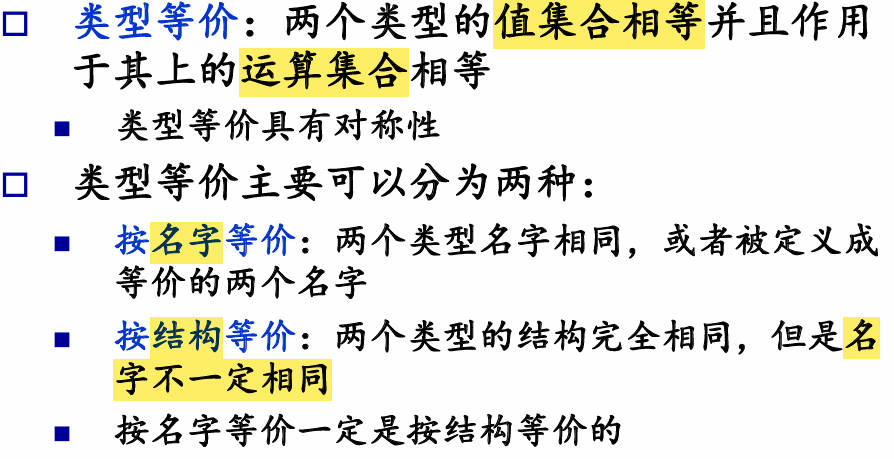 类型等价：两个类型的值集合相等并且作用
于其上的运算集合相等
类型等价具有对称性
类型等价主要可以分为两种：
按名字等价：两个类型名字相同，或者被定义成
等价的两个名字
按结构等价：两个类型的结构完全相同，但是名
字不一定相同
按名字等价一定是按结构等价的